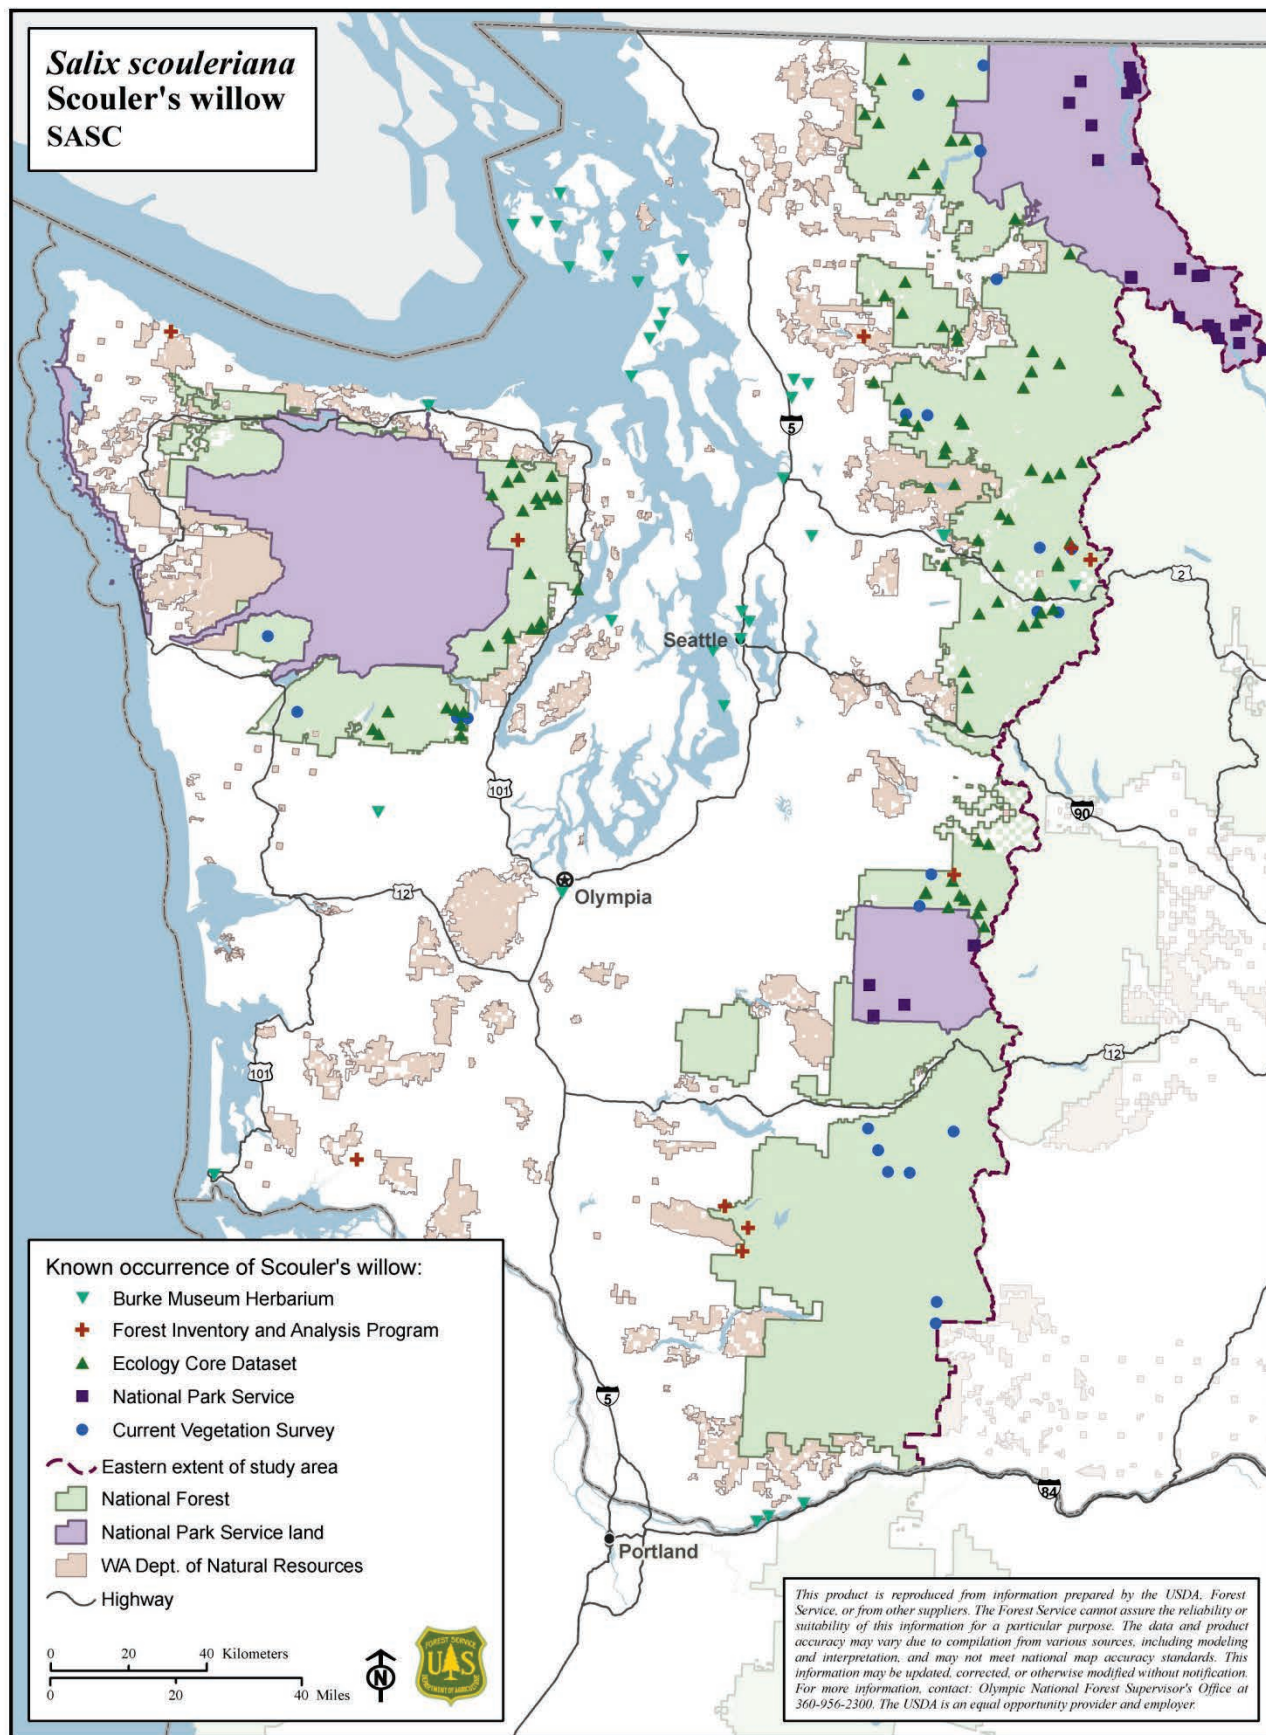 Salix scouleriana
Scouler's willow
SASC
5
2
Seattle
101
90
12
Olympia
101
12
Known occurrence of Scouler's willow:
Burke Museum Herbarium
Forest Inventory and Analysis Program
Ecology Core Dataset
National Park Service
Current Vegetation Survey
Eastern extent of study area
National Forest
National Park Service land
WA Dept. of Natural Resources
Highway
0 20 40 Kilometers
0 20 40 Miles
N
FOREST SERVICE
U S
DEPARTMENT OF AGRICULTURE
5
84
Portland
This product is reproduced from information prepared by the USDA, Forest
Service, or from other suppliers. The Forest Service cannot assure the reliability or
suitability of this information for a particular purpose. The data and product
accuracy may vary due to compilation from various sources, including modeling
and interpretation, and may not meet national map accuracy standards. This
information may be updated, corrected, or otherwise modified without notification.
For more information, contact: Olympic National Forest Supervisor's Office at
360-956-2300. The USDA is an equal opportunity provider and employer.